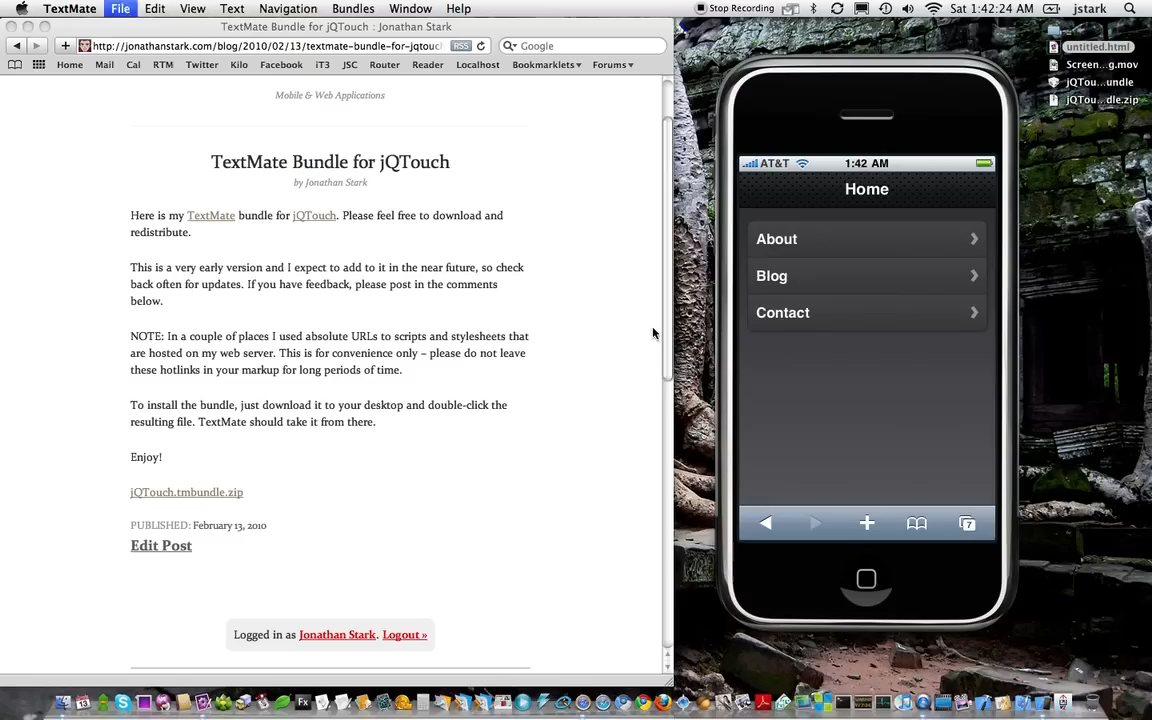 TextMate File Edit View Text Navigation Bundles Window Help
Stop Recording Sat 1:42:24 AM jstark
TextMate Bundle for jQTouch : Jonathan Stark
http://jonathanstark.com/blog/2010/02/13/textmate-bundle-for-jqtouch RSS Google
Home Mail Cal RTM Twitter Kilo Facebook iT3 JSC Router Reader Localhost Bookmarklets Forums
Mobile & Web Applications
TextMate Bundle for jQTouch
by Jonathan Stark
Here is my TextMate bundle for jQTouch. Please feel free to download and
redistribute.
This is a very early version and I expect to add to it in the near future, so check
back often for updates. If you have feedback, please post in the comments
below.
NOTE: In a couple of places I used absolute URLs to scripts and stylesheets that
are hosted on my web server. This is for convenience only – please do not leave
these hotlinks in your markup for long periods of time.
To install the bundle, just download it to your desktop and double-click the
resulting file. TextMate should take it from there.
Enjoy!
jQTouch.tmbundle.zip
PUBLISHED: February 13, 2010
Edit Post
Logged in as Jonathan Stark. Logout »
untitled.html
Screen...g.mov
jQTou...undle
jQTou...dle.zip
AT&T 1:42 AM
Home
About
Blog
Contact
7
Fx